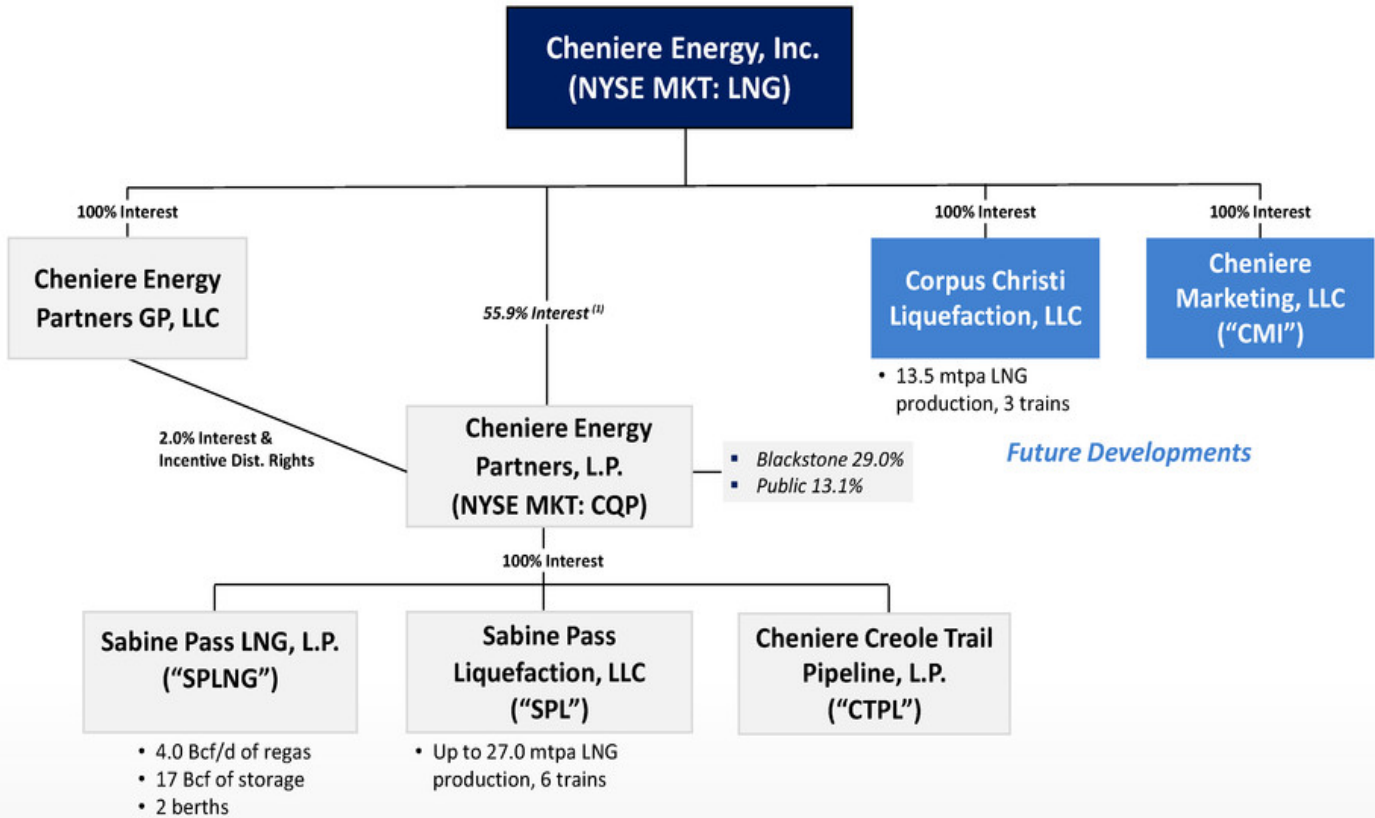 Cheniere Energy, Inc.
(NYSE MKT: LNG)
100% Interest
Cheniere Energy
Partners GP, LLC
55.9% Interest (1)
100% Interest
Corpus Christi
Liquefaction, LLC
• 13.5 mtpa LNG
production, 3 trains
100% Interest
Cheniere
Marketing, LLC
(“CMI”)
Future Developments
2.0% Interest &
Incentive Dist. Rights
Cheniere Energy
Partners, L.P.
(NYSE MKT: CQP)
▪ Blackstone 29.0%
▪ Public 13.1%
100% Interest
Sabine Pass LNG, L.P.
(“SPLNG”)
• 4.0 Bcf/d of regas
• 17 Bcf of storage
• 2 berths
Sabine Pass
Liquefaction, LLC
(“SPL”)
• Up to 27.0 mtpa LNG
production, 6 trains
Cheniere Creole Trail
Pipeline, L.P.
(“CTPL”)